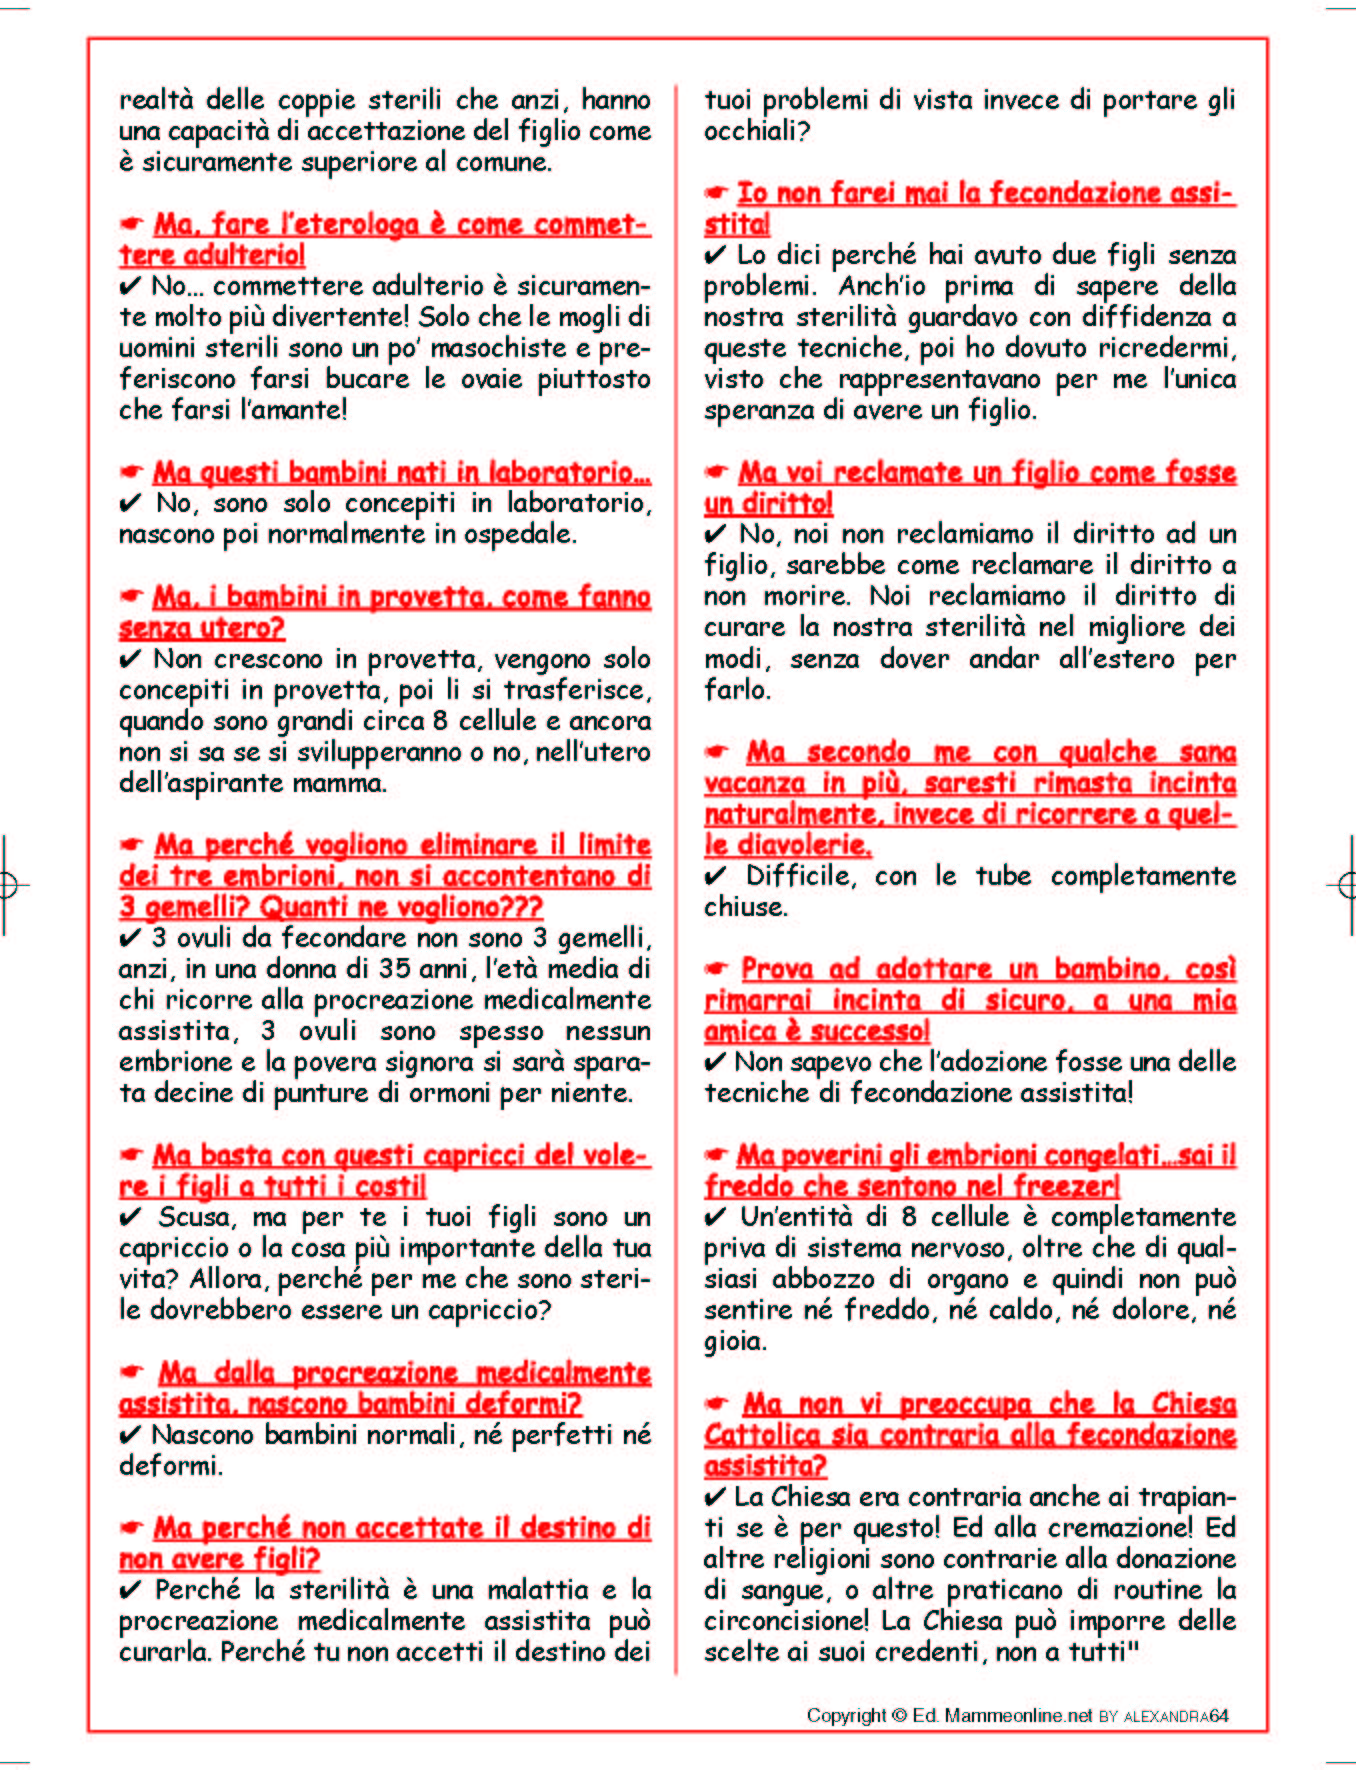 realtà delle coppie sterili che anzi, hanno
una capacità di accettazione del figlio come
è sicuramente superiore al comune.
☛ Ma, fare l'eterologa è come commet-
tere adulterio!
✔ No... commettere adulterio è sicuramen-
te molto più divertente! Solo che le mogli di
uomini sterili sono un po' masochiste e pre-
feriscono farsi bucare le ovaie piuttosto
che farsi l'amante!
☛ Ma questi bambini nati in laboratorio...
✔ No, sono solo concepiti in laboratorio,
nascono poi normalmente in ospedale.
☛ Ma, i bambini in provetta, come fanno
senza utero?
✔ Non crescono in provetta, vengono solo
concepiti in provetta, poi li si trasferisce,
quando sono grandi circa 8 cellule e ancora
non si sa se si svilupperanno o no, nell'utero
dell'aspirante mamma.
☛ Ma perché vogliono eliminare il limite
dei tre embrioni, non si accontentano di
3 gemelli? Quanti ne vogliono???
✔ 3 ovuli da fecondare non sono 3 gemelli,
anzi, in una donna di 35 anni, l'età media di
chi ricorre alla procreazione medicalmente
assistita, 3 ovuli sono spesso nessun
embrione e la povera signora si sarà spara-
ta decine di punture di ormoni per niente.
☛ Ma basta con questi capricci del vole-
re i figli a tutti i costi!
✔ Scusa, ma per te i tuoi figli sono un
capriccio o la cosa più importante della tua
vita? Allora, perché per me che sono steri-
le dovrebbero essere un capriccio?
☛ Ma dalla procreazione medicalmente
assistita, nascono bambini deformi?
✔ Nascono bambini normali, né perfetti né
deformi.
☛ Ma perché non accettate il destino di
non avere figli?
✔ Perché la sterilità è una malattia e la
procreazione medicalmente assistita può
curarla. Perché tu non accetti il destino dei
tuoi problemi di vista invece di portare gli
occhiali?
☛ Io non farei mai la fecondazione assi-
stita!
✔ Lo dici perché hai avuto due figli senza
problemi. Anch'io prima di sapere della
nostra sterilità guardavo con diffidenza a
queste tecniche, poi ho dovuto ricredermi,
visto che rappresentavano per me l'unica
speranza di avere un figlio.
☛ Ma voi reclamate un figlio come fosse
un diritto!
✔ No, noi non reclamiamo il diritto ad un
figlio, sarebbe come reclamare il diritto a
non morire. Noi reclamiamo il diritto di
curare la nostra sterilità nel migliore dei
modi, senza dover andar all'estero per
farlo.
☛ Ma secondo me con qualche sana
vacanza in più, saresti rimasta incinta
naturalmente, invece di ricorrere a quel-
le diavolerie.
✔ Difficile, con le tube completamente
chiuse.
☛ Prova ad adottare un bambino, così
rimarrai incinta di sicuro, a una mia
amica è successo!
✔ Non sapevo che l'adozione fosse una delle
tecniche di fecondazione assistita!
☛ Ma poverini gli embrioni congelati...sai il
freddo che sentono nel freezer!
✔ Un'entità di 8 cellule è completamente
priva di sistema nervoso, oltre che di qual-
siasi abbozzo di organo e quindi non può
sentire né freddo, né caldo, né dolore, né
gioia.
☛ Ma non vi preoccupa che la Chiesa
Cattolica sia contraria alla fecondazione
assistita?
✔ La Chiesa era contraria anche ai trapian-
ti se è per questo! Ed alla cremazione! Ed
altre religioni sono contrarie alla donazione
di sangue, o altre praticano di routine la
circoncisione! La Chiesa può imporre delle
scelte ai suoi credenti, non a tutti"
Copyright © Ed. Mammeonline.net BY ALEXANDRA64